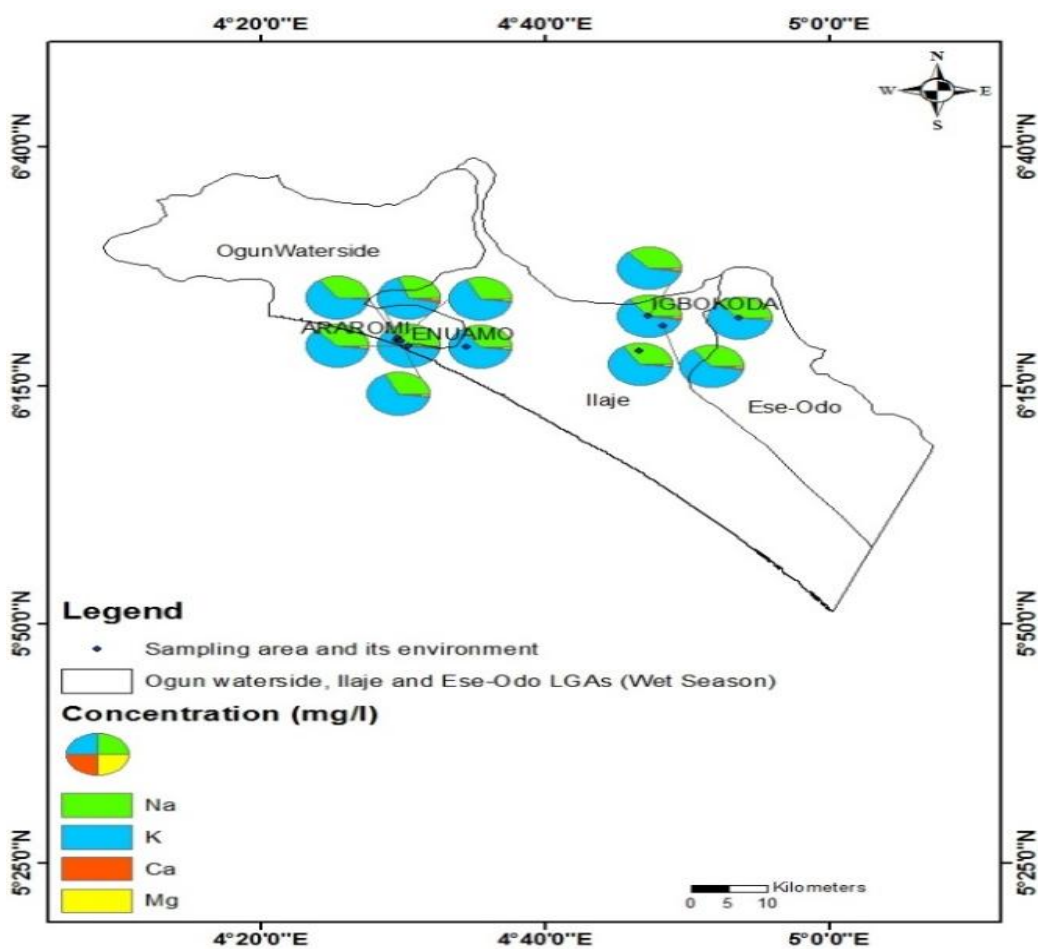 4°20'0"E 4°40'0"E 5°0'0"E
N
W E
S
6°40'0"N 6°40'0"N
OgunWaterside
IGBOKODA
ARAROMI ENUAMO
6°15'0"N 6°15'0"N
Ilaje
Ese-Odo
5°50'0"N 5°50'0"N
Legend
Sampling area and its environment
Ogun waterside, Ilaje and Ese-Odo LGAs (Wet Season)
Concentration (mg/l)
Na
K
Ca
Mg
5°25'0"N 5°25'0"N
Kilometers
0 5 10
4°20'0"E 4°40'0"E 5°0'0"E